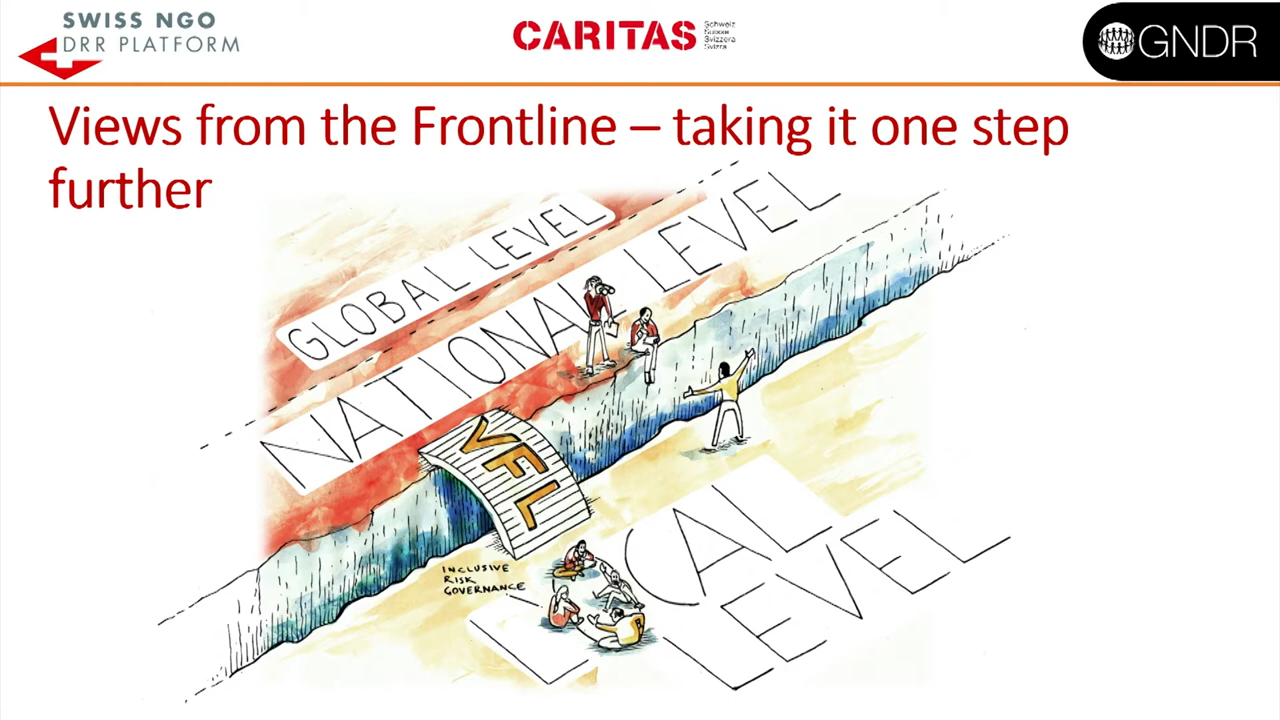 SWISS NGO
DRR PLATFORM
CARITAS
Schweiz
Suisse
Svizzera
Svizra
GNDR
Views from the Frontline – taking it one step
further
GLOBAL LEVEL
NATIONAL LEVEL
VFL
INCLUSIVE
RISK
GOVERNANCE
LOCAL
LEVEL